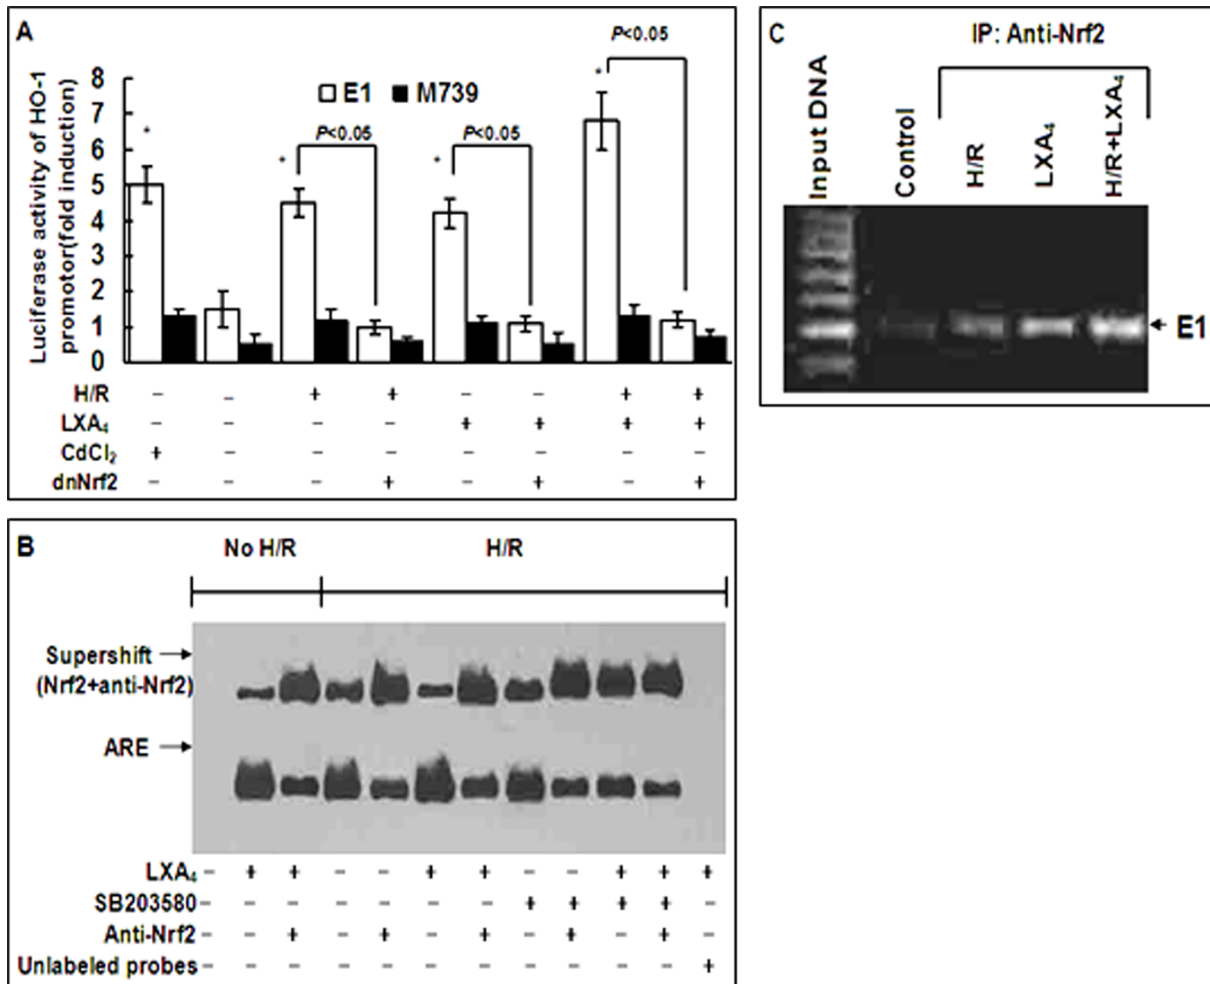 A
Luciferase activity of HO-1
promotor(fold induction)
8
7
6
5
4
3
2
1
0
E1 M739
* * * *
P<0.05
P<0.05
P<0.05
H/R – – + + – – + +
LXA₄ – – – – + + + +
CdCl₂ + – – – – – – –
dnNrf2 – – – + – + – +
B
No H/R H/R
Supershift
(Nrf2+anti-Nrf2)
ARE
LXA₄ – + + – – + + – – + + +
SB203580 – – – – – – – + + + + –
Anti-Nrf2 – – + – + – + – + – + –
Unlabeled probes – – – – – – – – – – – +
C
IP: Anti-Nrf2
Input DNA
Control
H/R
LXA₄
H/R+LXA₄
E1